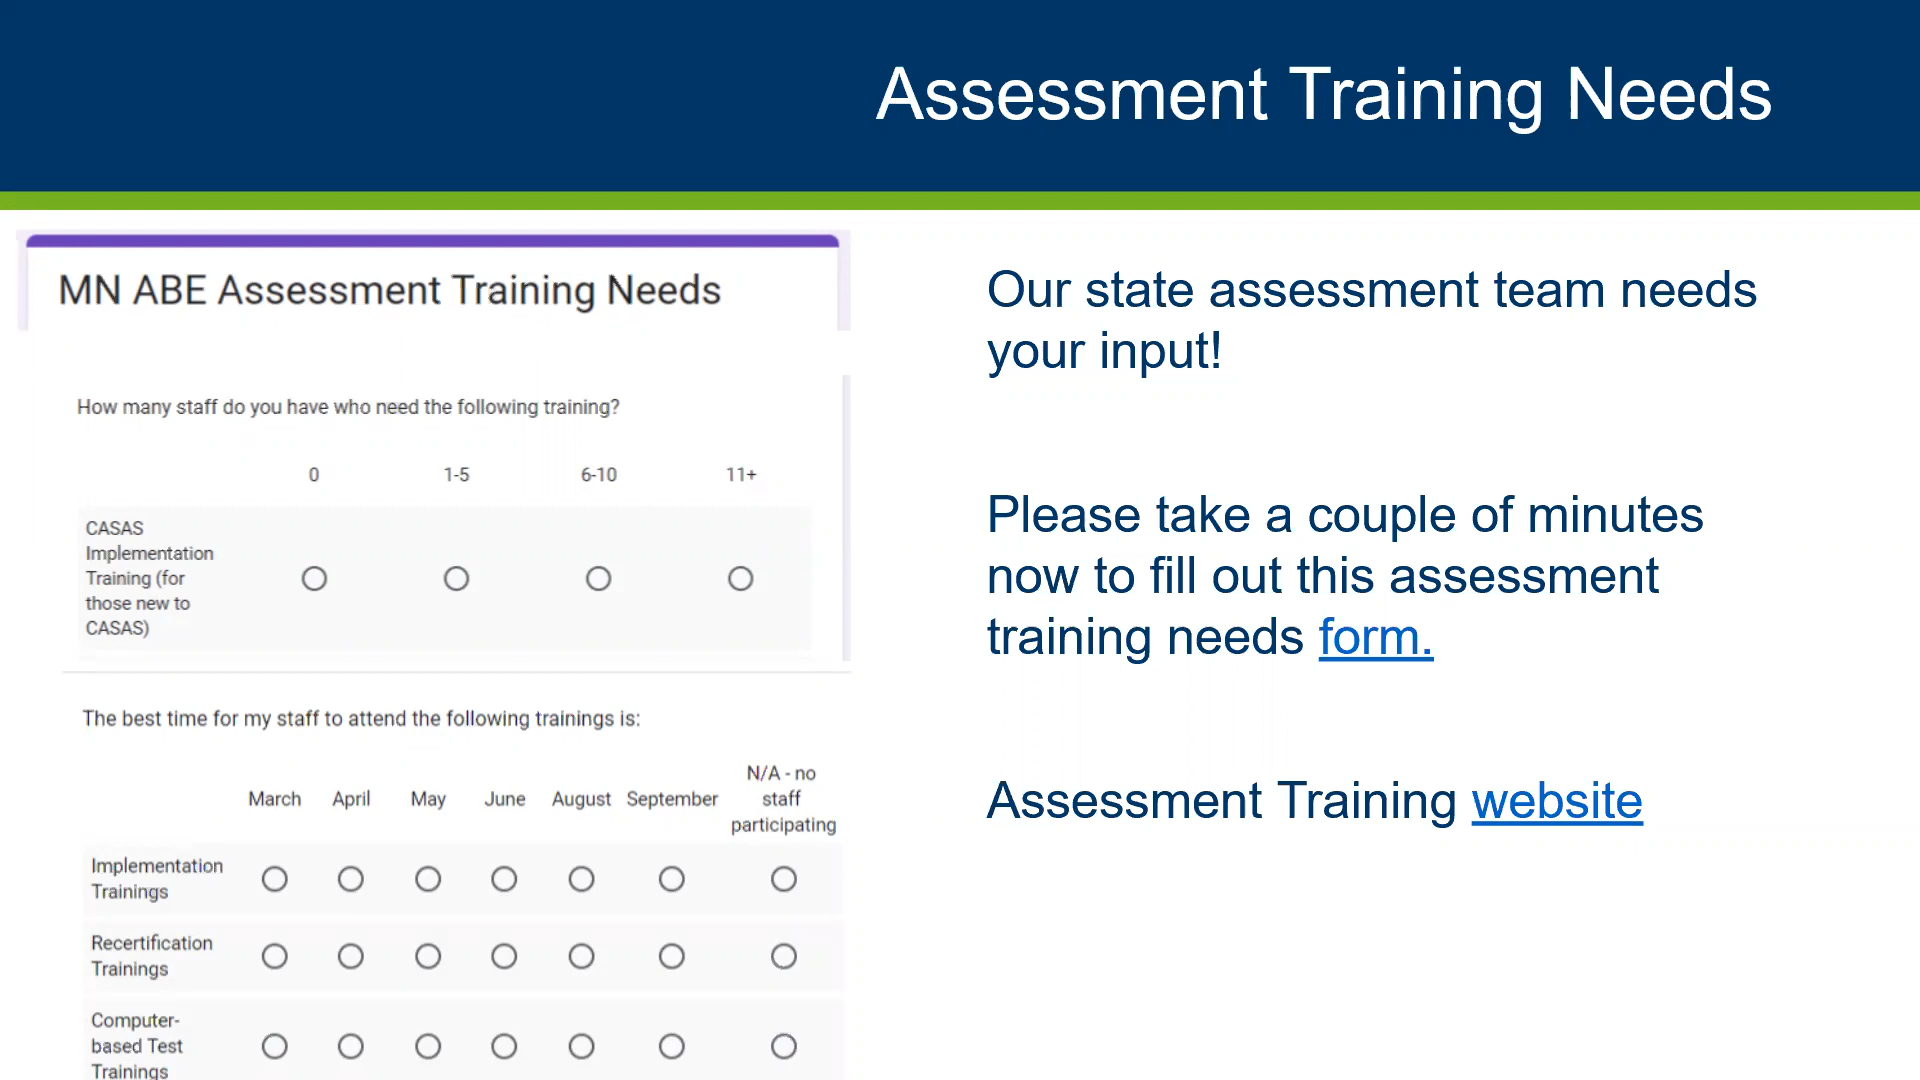 Assessment Training Needs
MN ABE Assessment Training Needs
How many staff do you have who need the following training?
0 1-5 6-10 11+
CASAS
Implementation
Training (for
those new to
CASAS)
The best time for my staff to attend the following trainings is:
March April May June August September N/A - no
staff
participating
Implementation
Trainings
Recertification
Trainings
Computer-
based Test
Trainings
Our state assessment team needs
your input!
Please take a couple of minutes
now to fill out this assessment
training needs form.
Assessment Training website